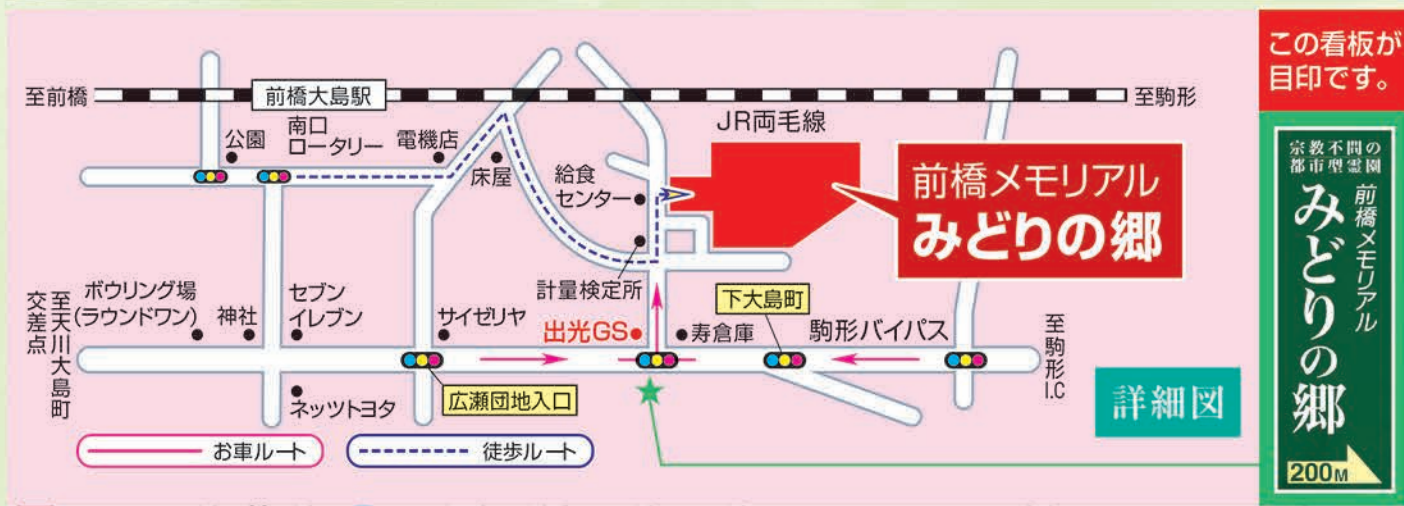 至前橋
前橋大島駅
至駒形
JR両毛線
公園
南口
ロータリー
電機店
床屋
給食
センター
前橋メモリアル
みどりの郷
計量検定所
下大島町
至天川大島町
交差点
ボウリング場
(ラウンドワン)
神社
セブン
イレブン
サイゼリヤ
出光GS
寿倉庫
駒形バイパス
至駒形I.C
ネッツトヨタ
広瀬団地入口
詳細図
お車ルート
徒歩ルート
この看板が
目印です。
宗教不問の
都市型霊園
前橋メモリアル
みどりの郷
200M